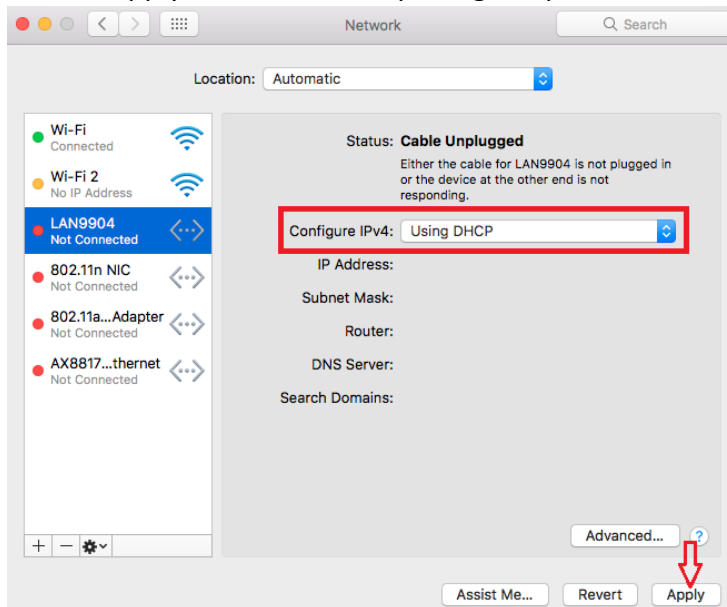 Network
Search
Location: Automatic
Wi-Fi
Connected
Wi-Fi 2
No IP Address
LAN9904
Not Connected
802.11n NIC
Not Connected
802.11a...Adapter
Not Connected
AX8817...thernet
Not Connected
Status: Cable Unplugged
Either the cable for LAN9904 is not plugged in
or the device at the other end is not
responding.
Configure IPv4: Using DHCP
IP Address:
Subnet Mask:
Router:
DNS Server:
Search Domains:
Advanced... ?
Assist Me... Revert Apply